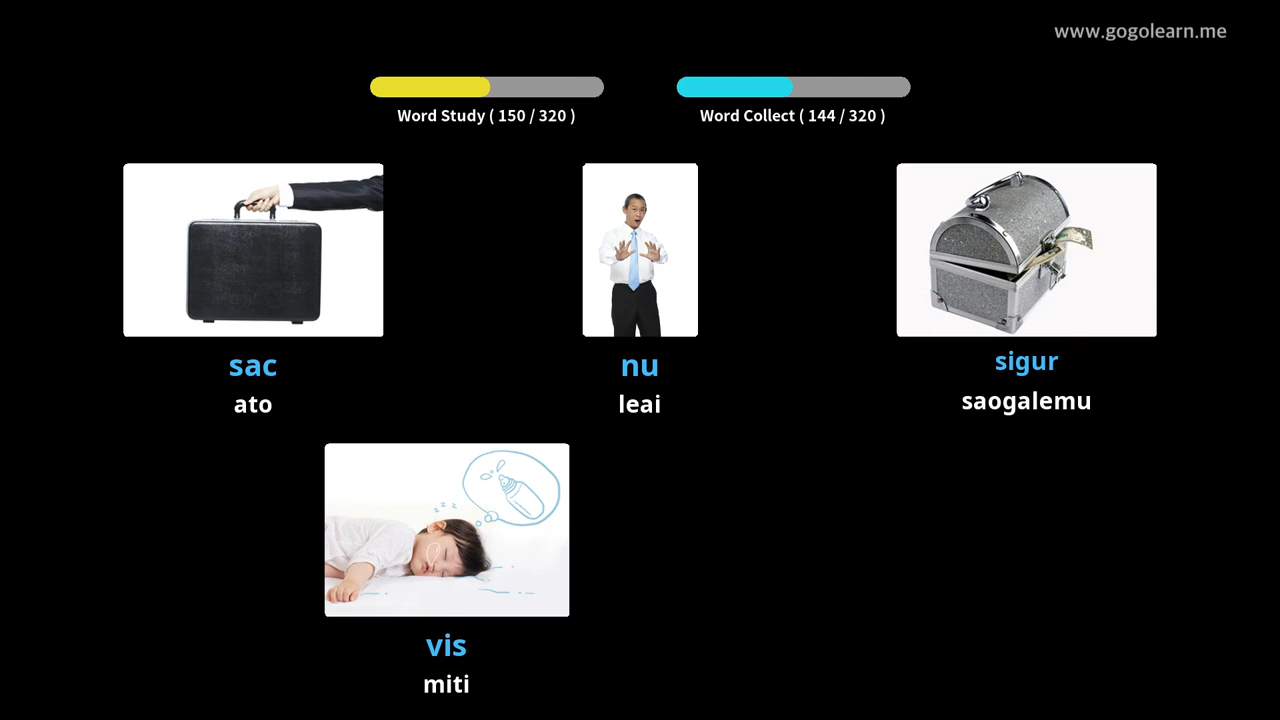 www.gogolearn.me
Word Study ( 150 / 320 )
Word Collect ( 144 / 320 )
sac
ato
nu
leai
sigur
saogalemu
z z z
vis
miti